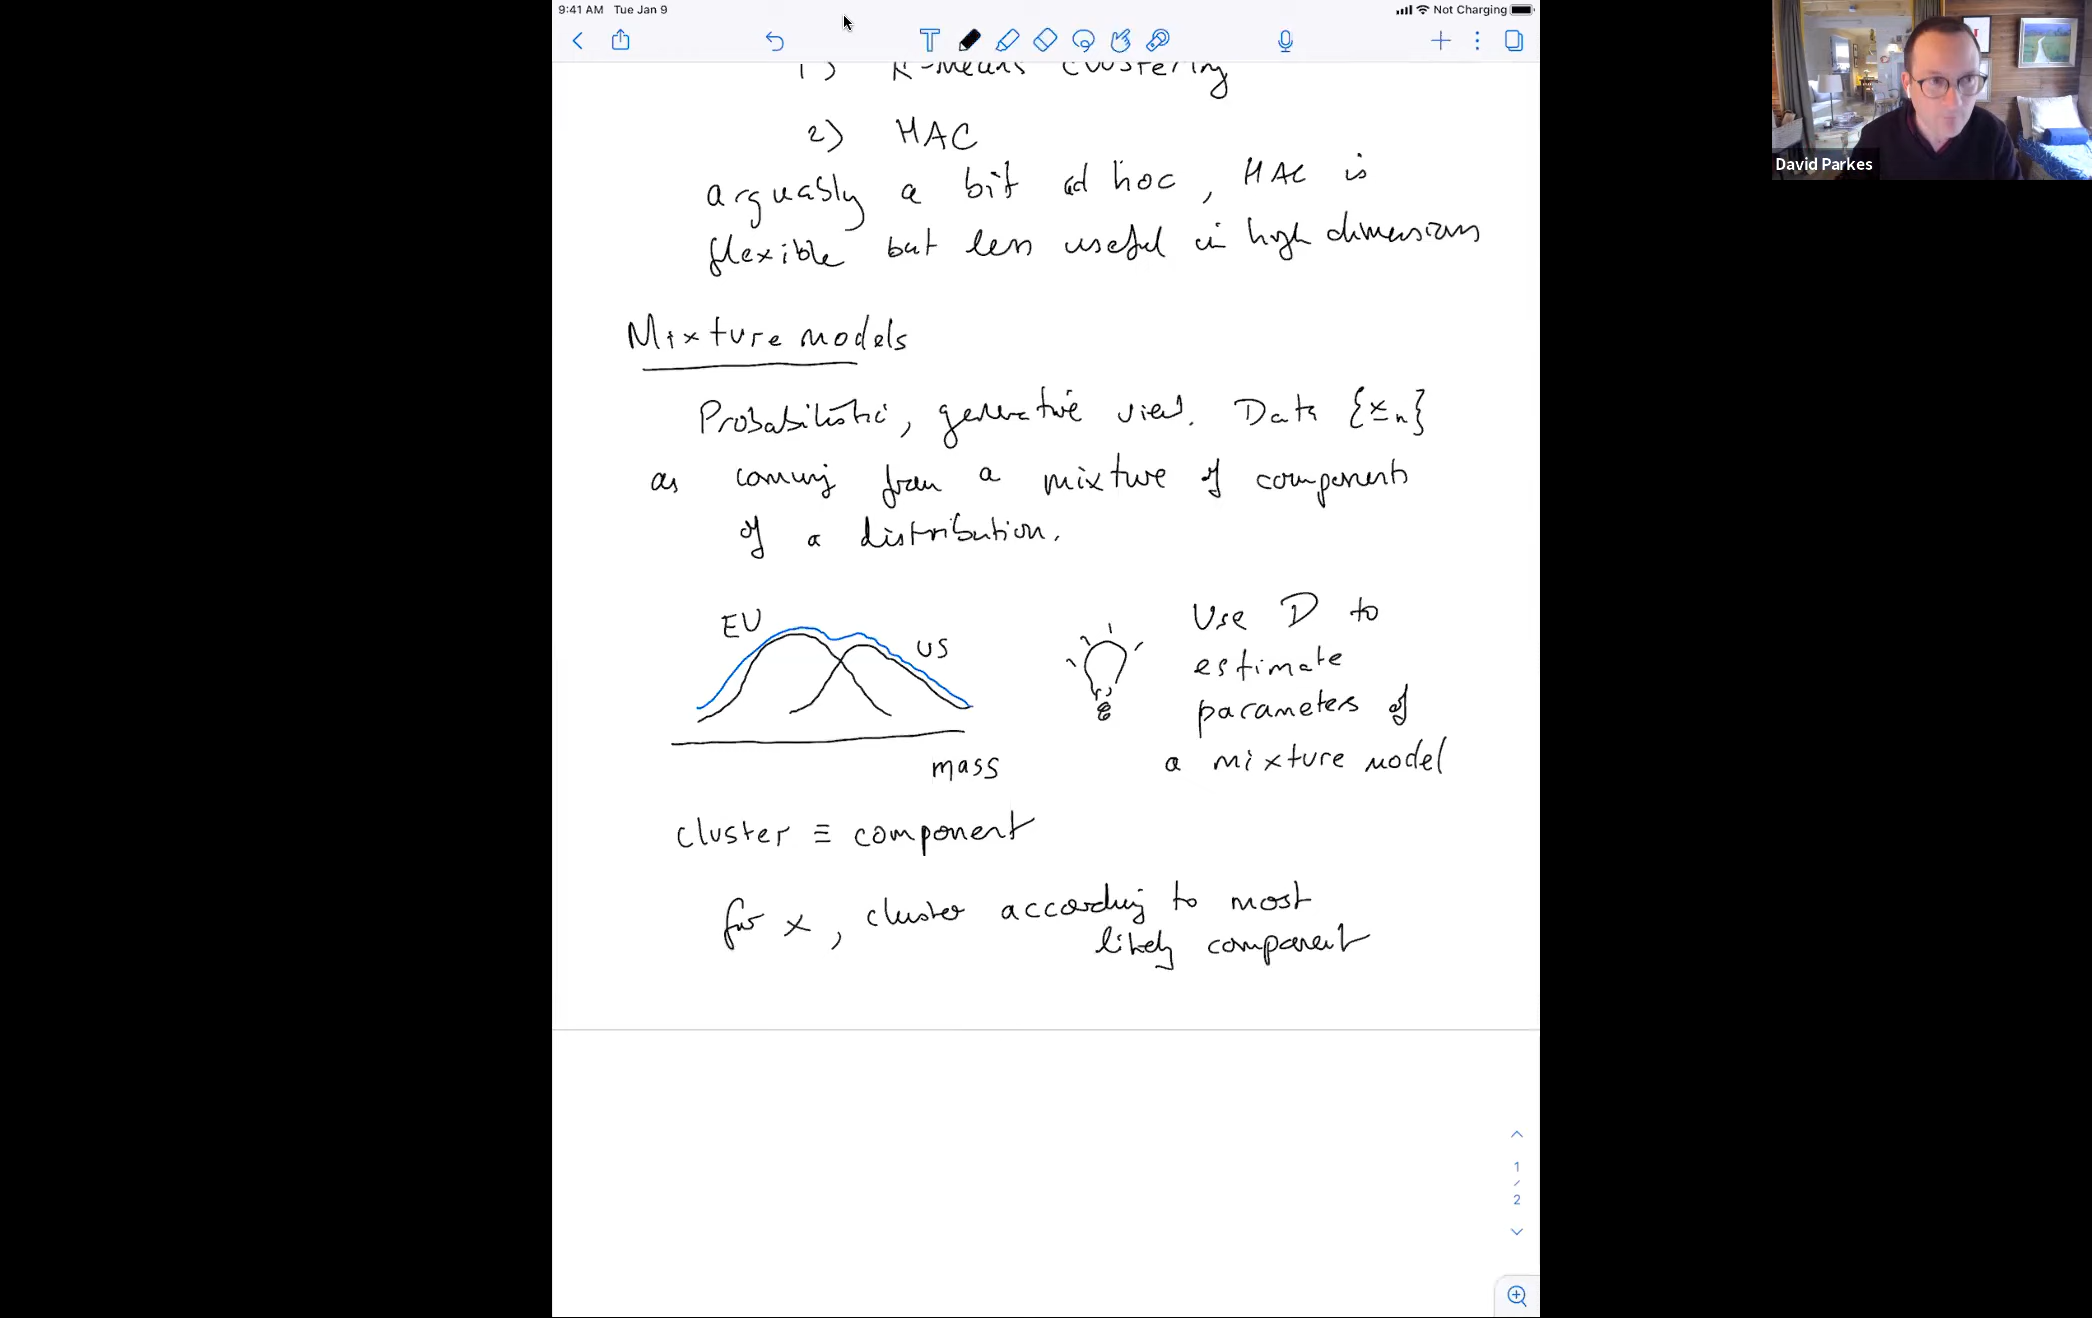 9:41 AM Tue Jan 9
Not Charging
1) K-Means clustering
2) HAC
arguably a bit ad hoc, HAC is
flexible but less useful in high dimensions
Mixture models
Probabilistic, generative view. Data {x_n}
as coming from a mixture of components
of a distribution.
EU
US
mass
Use D to
estimate
parameters of
a mixture model
cluster ≡ component
for x, cluster according to most
likely component
1
/
2
David Parkes